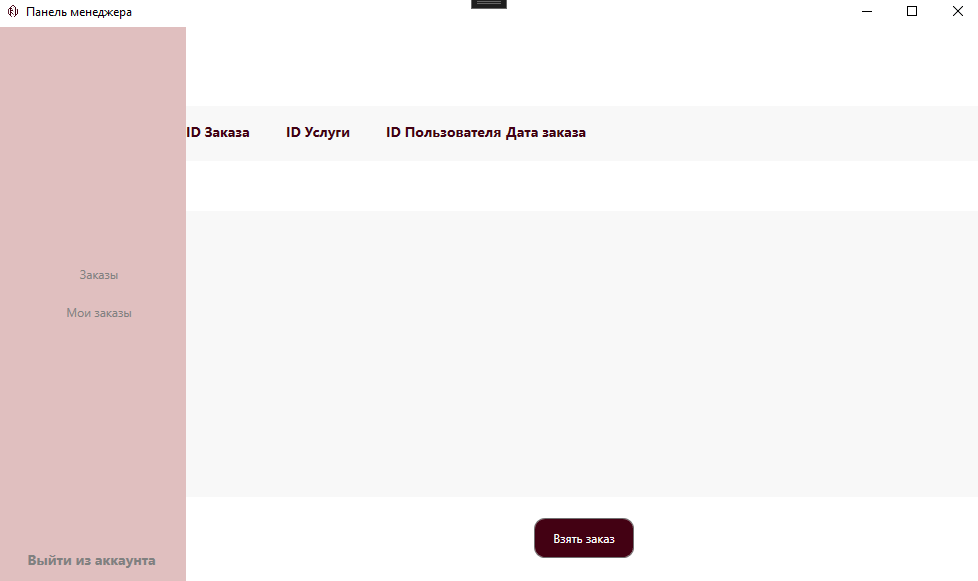 Панель менеджера
ID Заказа ID Услуги ID Пользователя Дата заказа
Заказы
Мои заказы
Взять заказ
Выйти из аккаунта